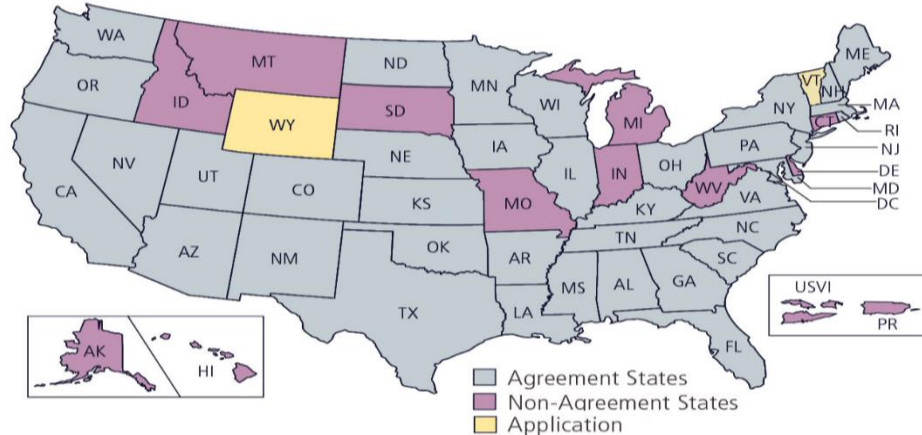 WA
MT
ND
ME
OR
ID
MN
VT
NH
WI
NY
MA
SD
MI
RI
WY
CT
NJ
IA
PA
NE
DE
NV
OH
MD
IL
IN
UT
WV
DC
CA
CO
VA
KS
MO
KY
NC
TN
OK
AZ
NM
AR
SC
MS
AL
GA
USVI
TX
LA
PR
FL
AK
HI
Agreement States
Non-Agreement States
Application